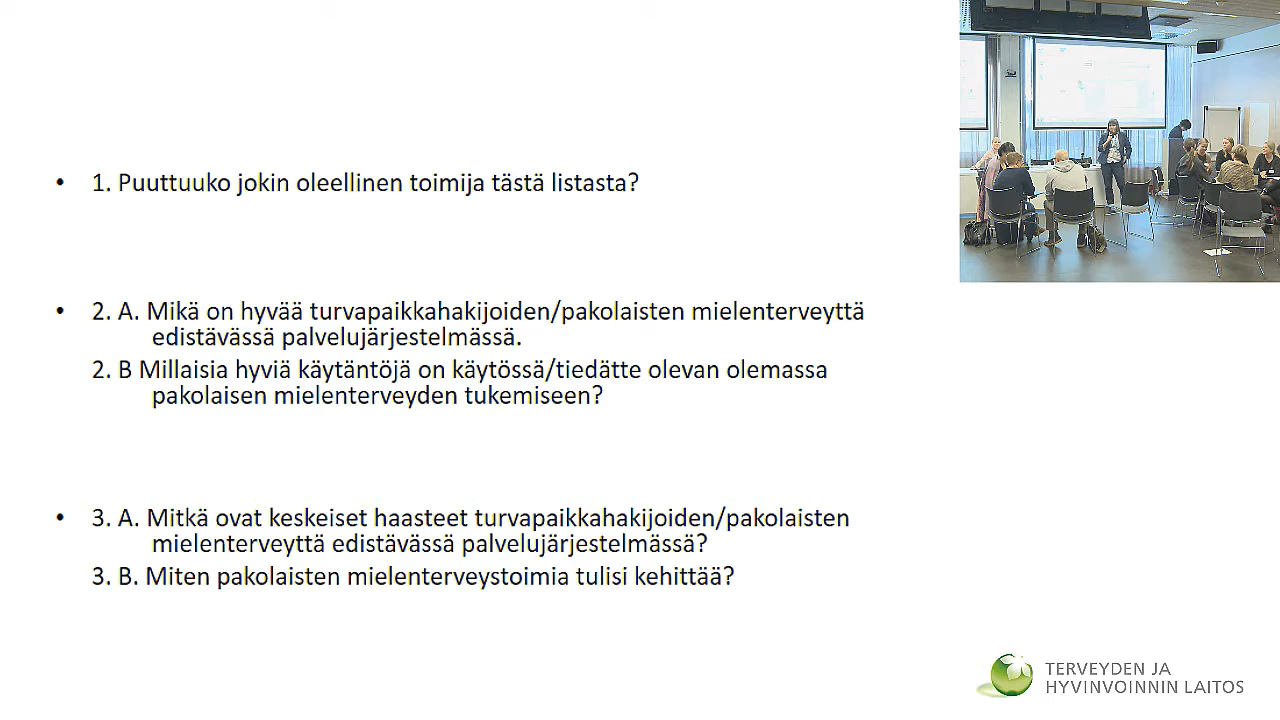 • 1. Puuttuuko jokin oleellinen toimija tästä listasta?
• 2. A. Mikä on hyvää turvapaikkahakijoiden/pakolaisten mielenterveyttä
edistävässä palvelujärjestelmässä.
2. B Millaisia hyviä käytäntöjä on käytössä/tiedätte olevan olemassa
pakolaisen mielenterveyden tukemiseen?
• 3. A. Mitkä ovat keskeiset haasteet turvapaikkahakijoiden/pakolaisten
mielenterveyttä edistävässä palvelujärjestelmässä?
3. B. Miten pakolaisten mielenterveystoimia tulisi kehittää?
TERVEYDEN JA
HYVINVOINNIN LAITOS